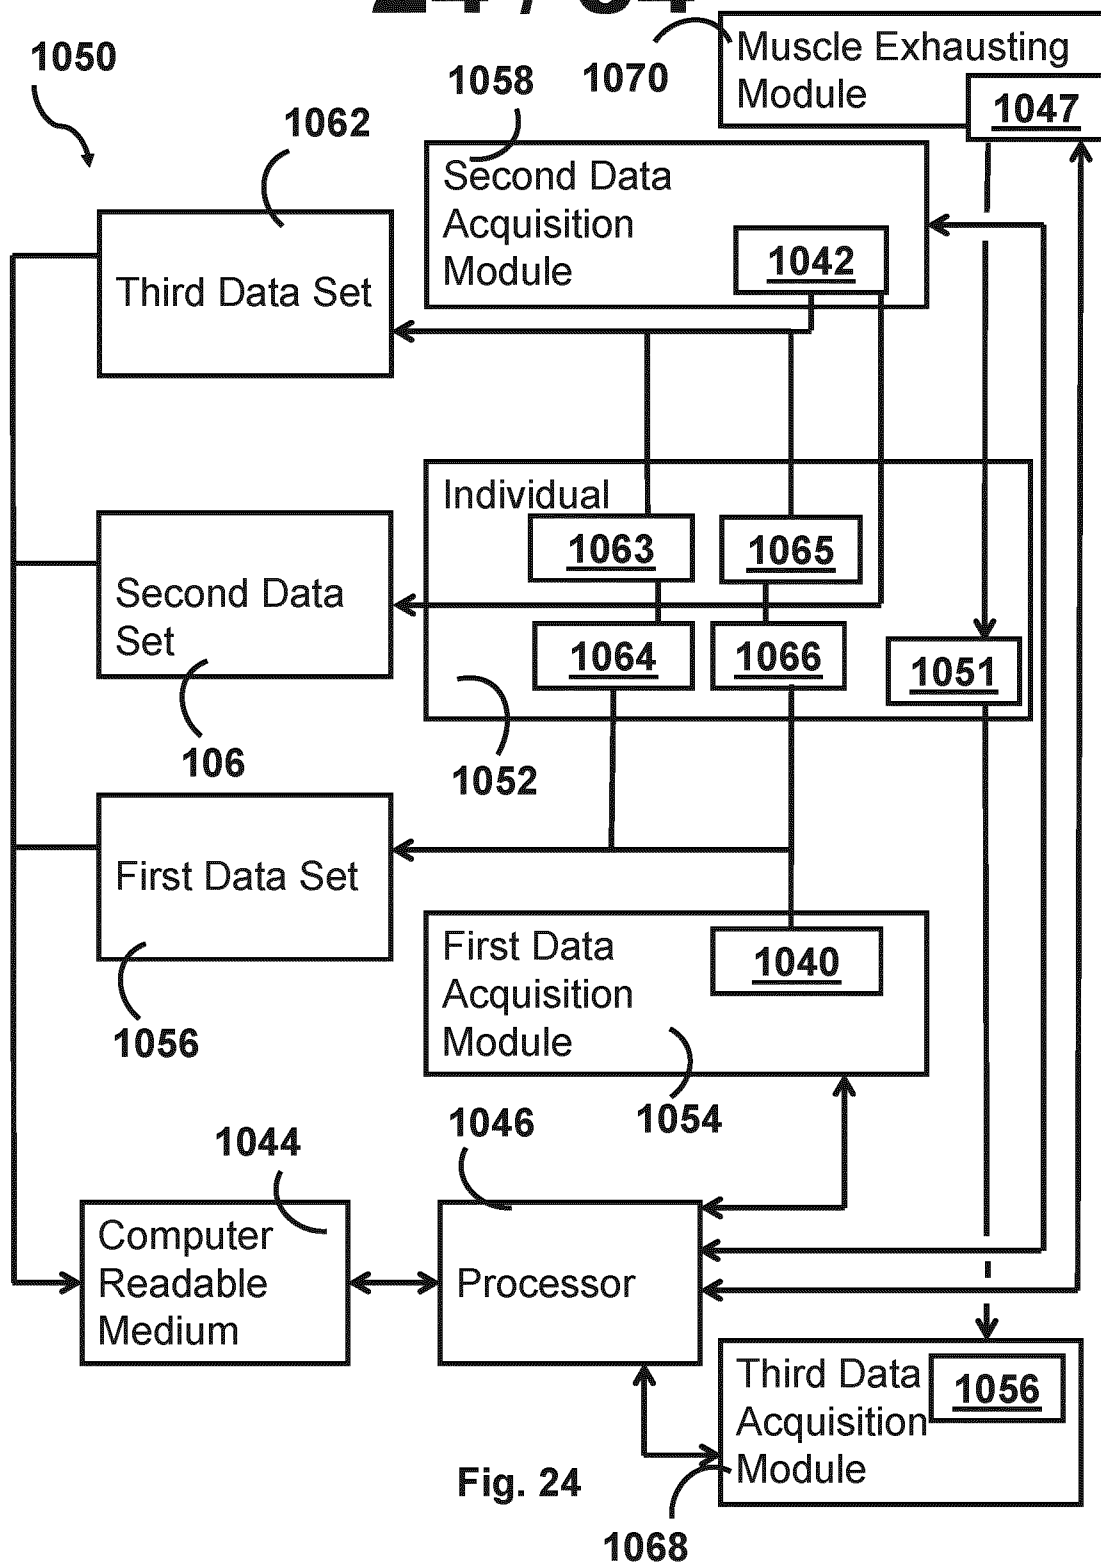 24 / 34
1050
1062
1058
1070
Muscle Exhausting
Module
1047
Second Data
Acquisition
Module
1042
Third Data Set
Individual
1063
1065
1064
1066
1051
Second Data
Set
106
1052
First Data Set
1056
First Data
Acquisition
Module
1040
1054
1044
1046
Computer
Readable
Medium
Processor
Third Data
Acquisition
Module
1056
Fig. 24
1068